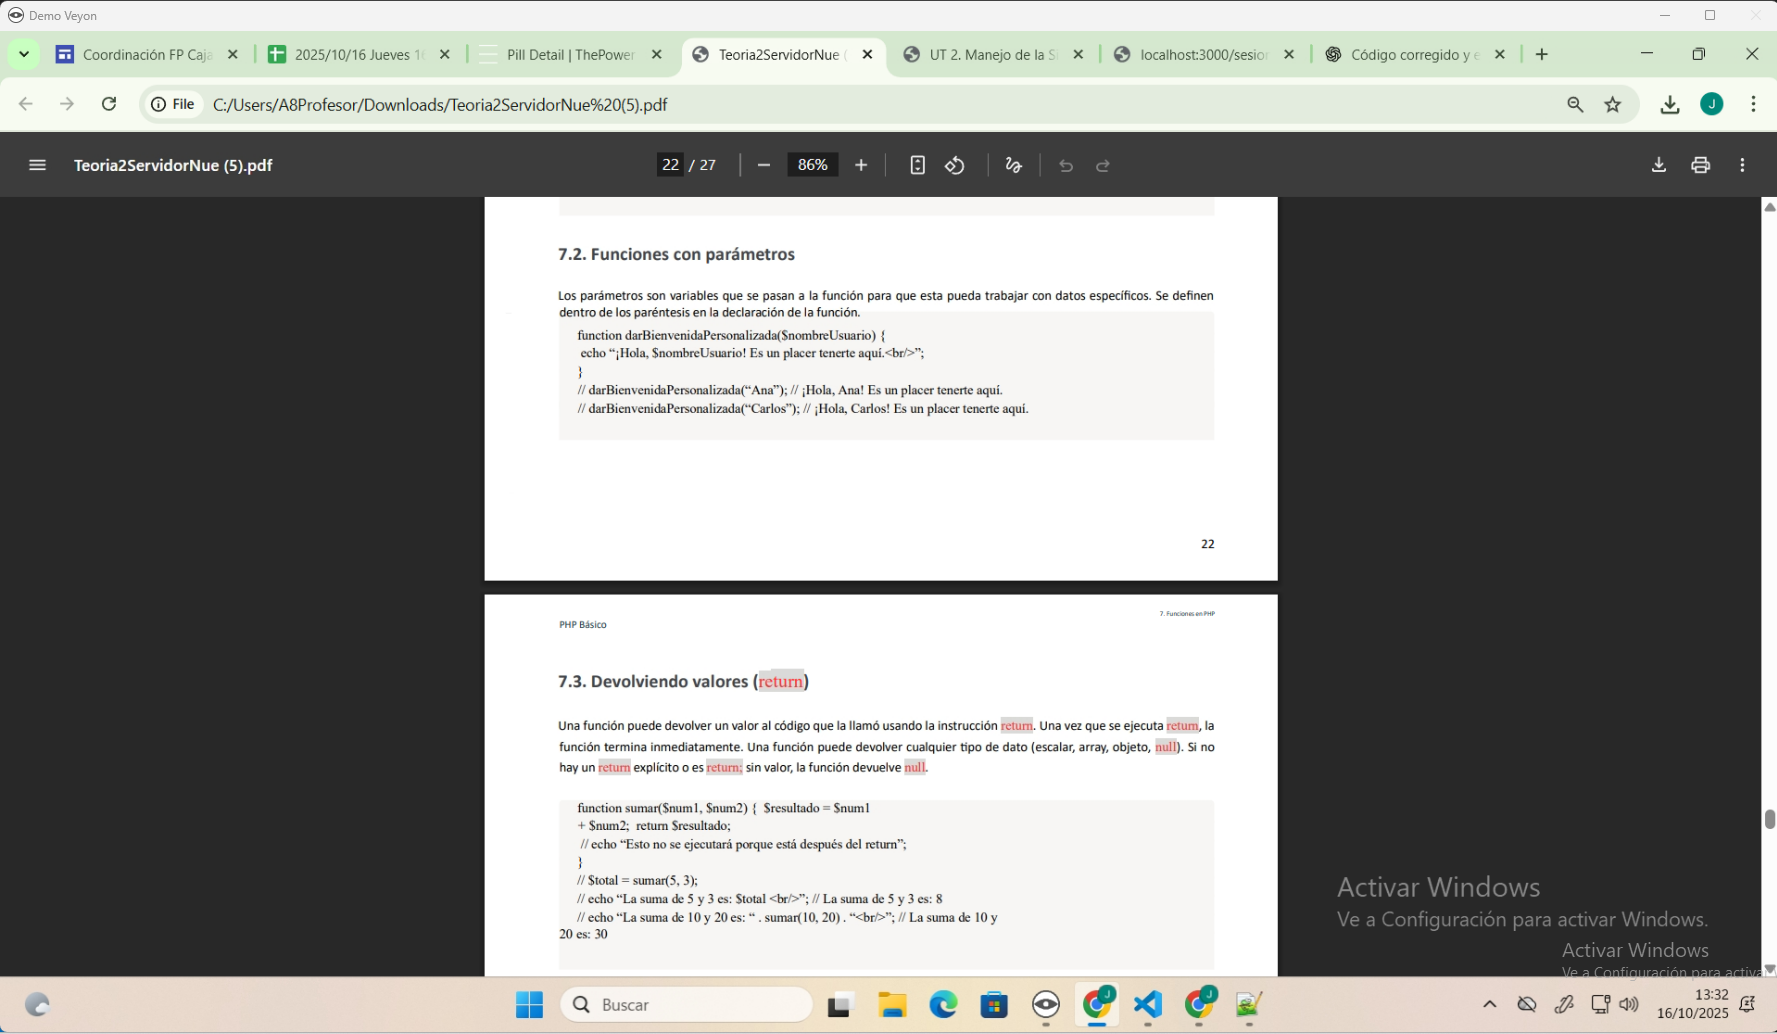 Demo Veyon
Coordinación FP Caja
2025/10/16 Jueves 16
Pill Detail | ThePower
Teoria2ServidorNue (
UT 2. Manejo de la S
localhost:3000/sesion
Código corregido y e
File
C:/Users/A8Profesor/Downloads/Teoria2ServidorNue%20(5).pdf
J
Teoria2ServidorNue (5).pdf
22 / 27
86%
7.2. Funciones con parámetros
Los parámetros son variables que se pasan a la función para que esta pueda trabajar con datos específicos. Se definen
dentro de los paréntesis en la declaración de la función.
function darBienvenidaPersonalizada($nombreUsuario) {
echo “¡Hola, $nombreUsuario! Es un placer tenerte aquí.<br/>”;
}
// darBienvenidaPersonalizada(“Ana”); // ¡Hola, Ana! Es un placer tenerte aquí.
// darBienvenidaPersonalizada(“Carlos”); // ¡Hola, Carlos! Es un placer tenerte aquí.
22
7. Funciones en PHP
PHP Básico
7.3. Devolviendo valores (return)
Una función puede devolver un valor al código que la llamó usando la instrucción return. Una vez que se ejecuta return, la
función termina inmediatamente. Una función puede devolver cualquier tipo de dato (escalar, array, objeto, null). Si no
hay un return explícito o es return; sin valor, la función devuelve null.
function sumar($num1, $num2) { $resultado = $num1
+ $num2; return $resultado;
// echo “Esto no se ejecutará porque está después del return”;
}
// $total = sumar(5, 3);
// echo “La suma de 5 y 3 es: $total <br/>”; // La suma de 5 y 3 es: 8
// echo “La suma de 10 y 20 es: “ . sumar(10, 20) . “<br/>”; // La suma de 10 y
20 es: 30
Activar Windows
Ve a Configuración para activar Windows.
Activar Windows
Ve a Configuración para activar
Buscar
J
J
13:32
16/10/2025